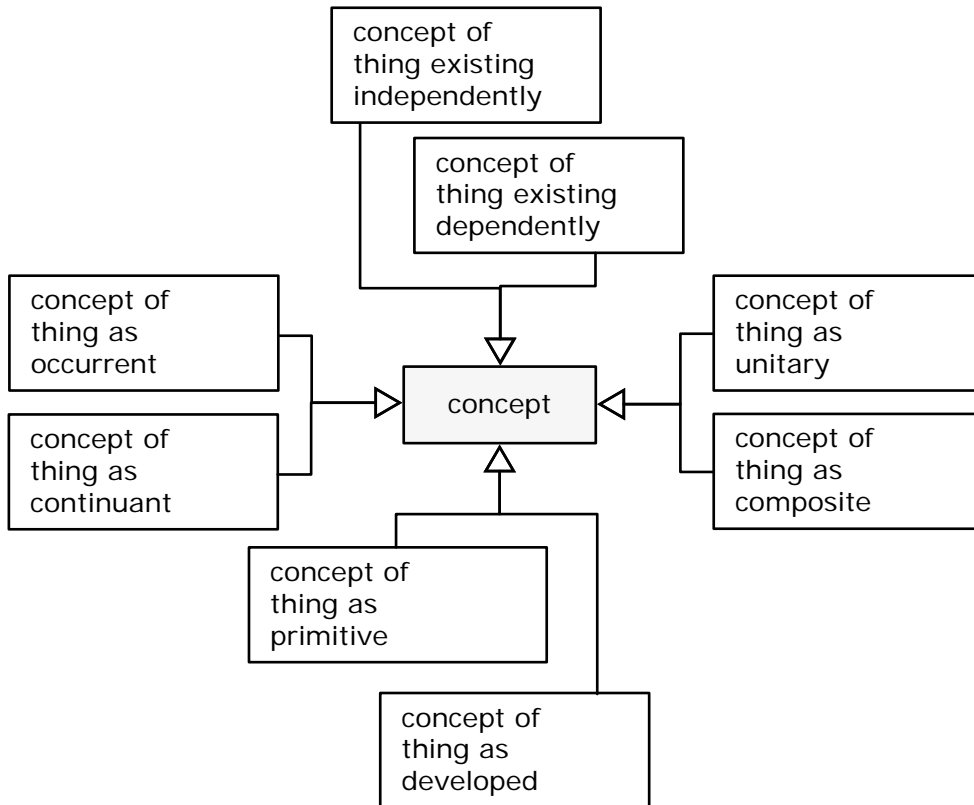 concept of
thing existing
independently
concept of
thing existing
dependently
concept of
thing as
occurrent
concept of
thing as
unitary
concept
concept of
thing as
continuant
concept of
thing as
composite
concept of
thing as
primitive
concept of
thing as
developed